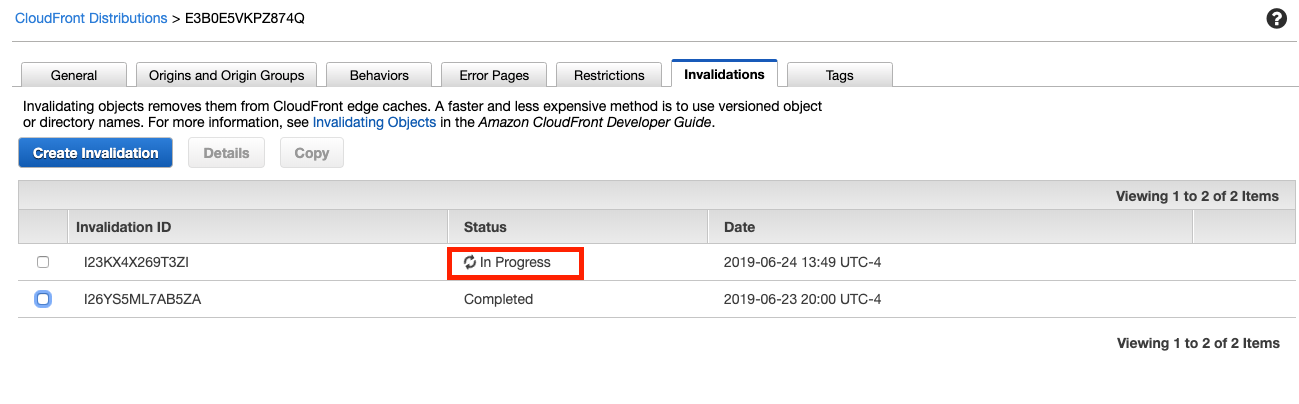 CloudFront Distributions > E3B0E5VKPZ874Q
General Origins and Origin Groups Behaviors Error Pages Restrictions Invalidations Tags
Invalidating objects removes them from CloudFront edge caches. A faster and less expensive method is to use versioned object
or directory names. For more information, see Invalidating Objects in the Amazon CloudFront Developer Guide.
Create Invalidation Details Copy
Viewing 1 to 2 of 2 Items
Invalidation ID Status Date
I23KX4X269T3ZI In Progress 2019-06-24 13:49 UTC-4
I26YS5ML7AB5ZA Completed 2019-06-23 20:00 UTC-4
Viewing 1 to 2 of 2 Items